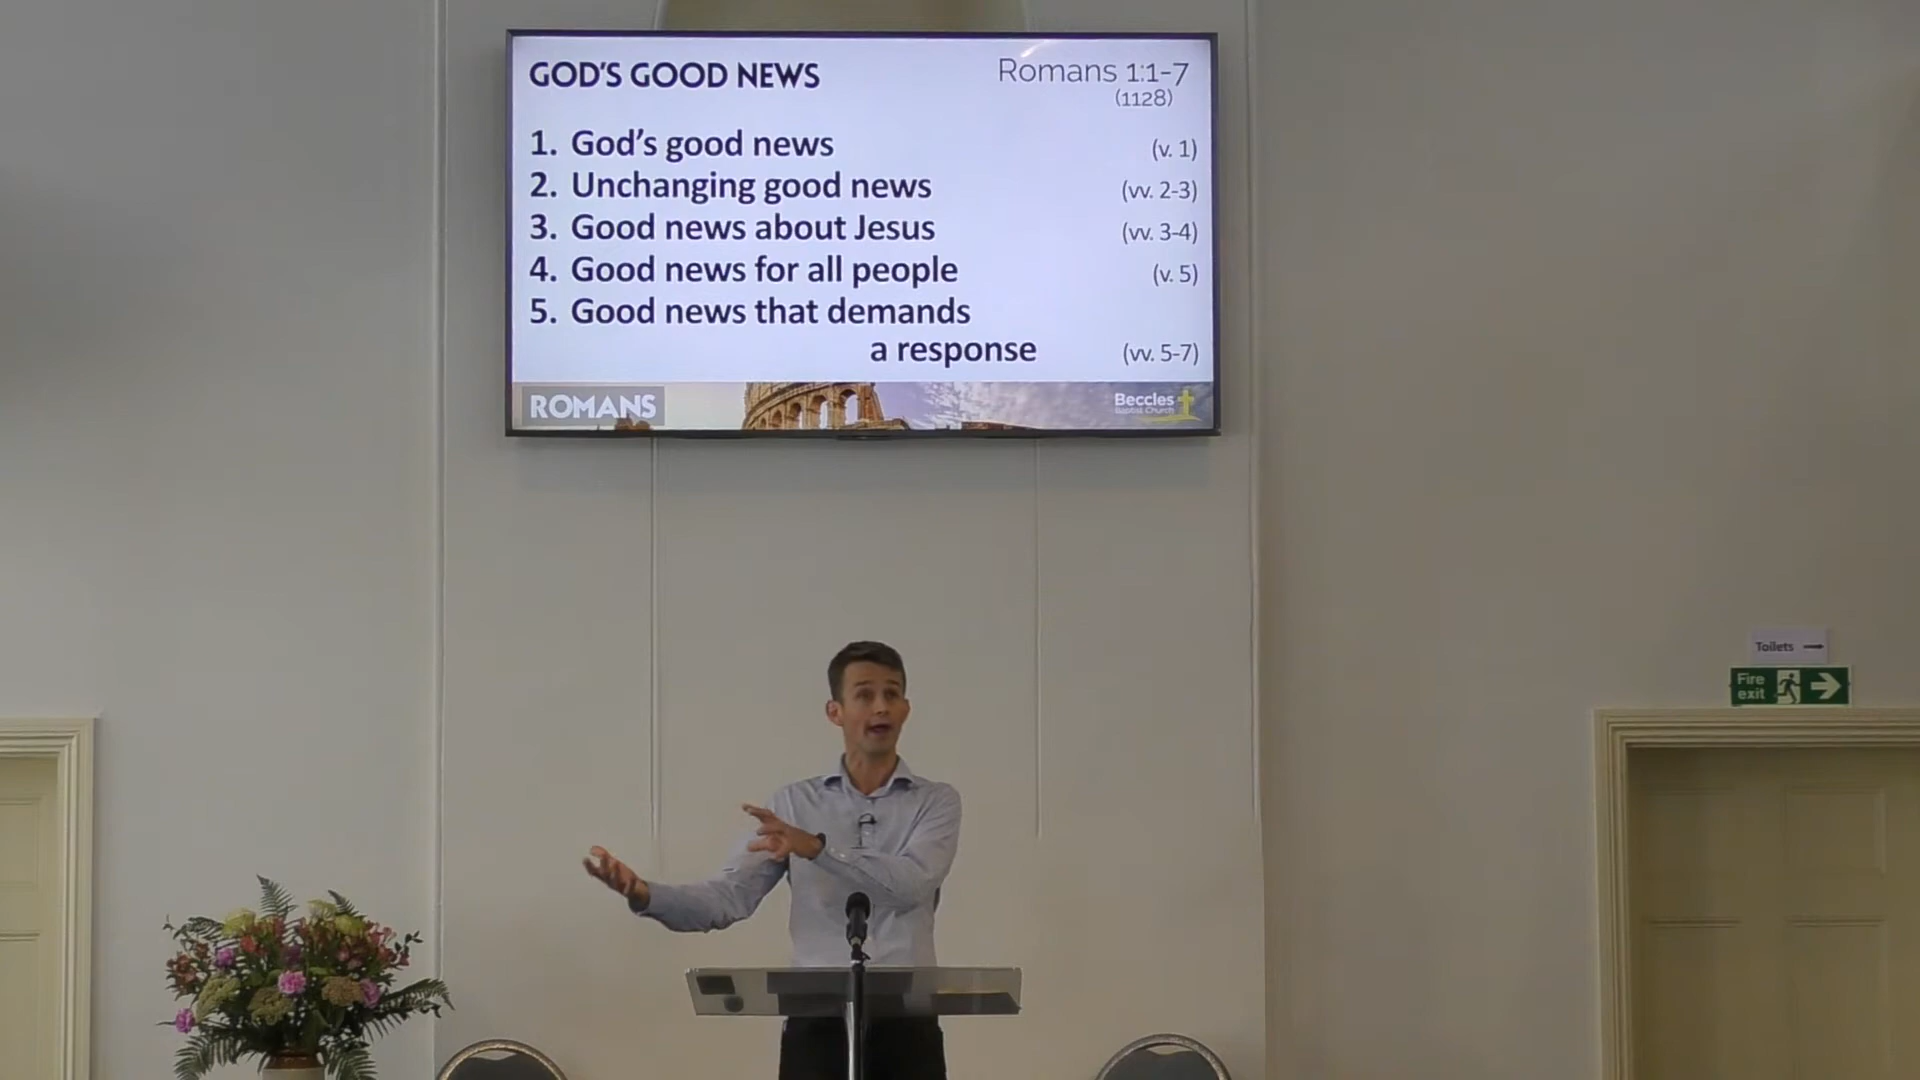 GOD'S GOOD NEWS
Romans 1:1-7
(1128)
1. God's good news (v. 1)
2. Unchanging good news (vv. 2-3)
3. Good news about Jesus (vv. 3-4)
4. Good news for all people (v. 5)
5. Good news that demands
a response (vv. 5-7)
ROMANS
Beccles
Baptist Church
Toilets
Fire
exit